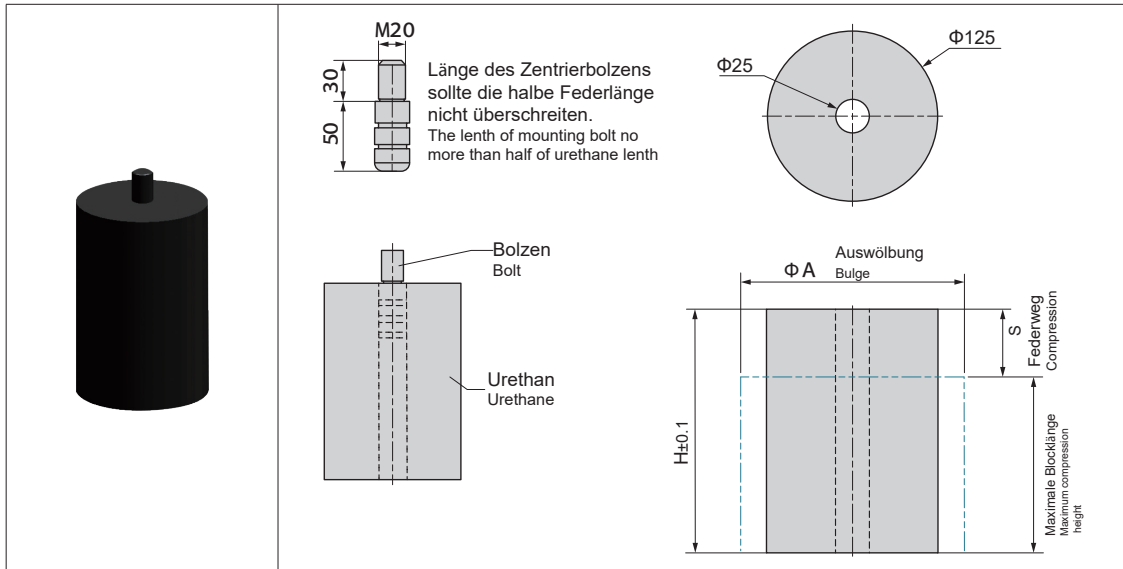 M20
30
50
Länge des Zentrierbolzens
sollte die halbe Federlänge
nicht überschreiten.
The lenth of mounting bolt no
more than half of urethane lenth
Φ125
Φ25
Bolzen
Bolt
Urethan
Urethane
ΦA
Auswölbung
Bulge
H±0.1
S
Federweg
Compression
Maximale Blocklänge
Maximum compression
height